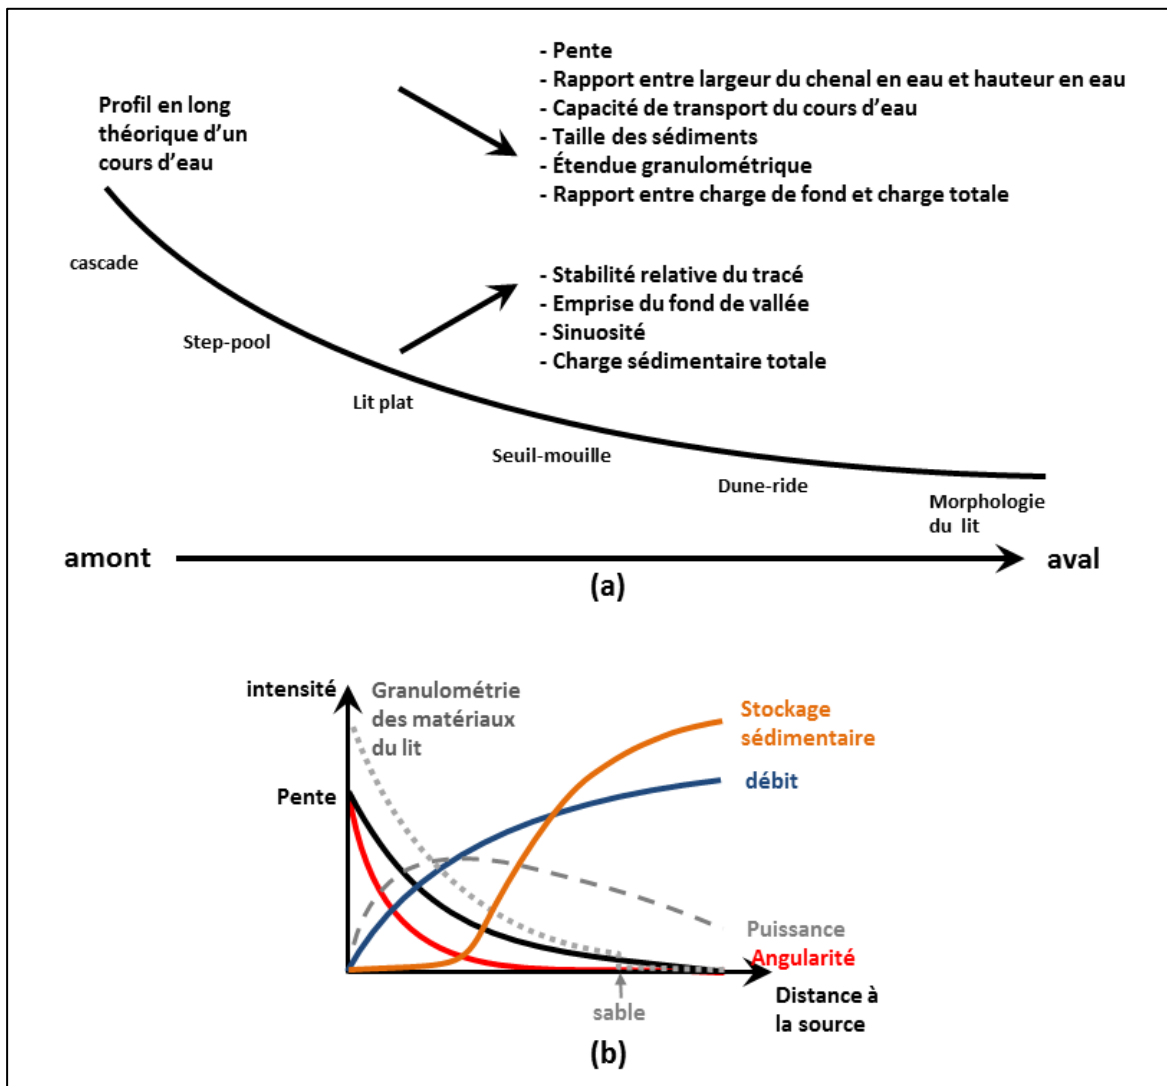 Profil en long
théorique d’un
cours d’eau
- Pente
- Rapport entre largeur du chenal en eau et hauteur en eau
- Capacité de transport du cours d’eau
- Taille des sédiments
- Étendue granulométrique
- Rapport entre charge de fond et charge totale
- Stabilité relative du tracé
- Emprise du fond de vallée
- Sinuosité
- Charge sédimentaire totale
cascade
Step-pool
Lit plat
Seuil-mouille
Dune-ride
Morphologie
du lit
amont
aval
(a)
intensité
Granulométrie
des matériaux
du lit
Pente
Stockage
sédimentaire
débit
Puissance
Angularité
Distance à
la source
sable
(b)